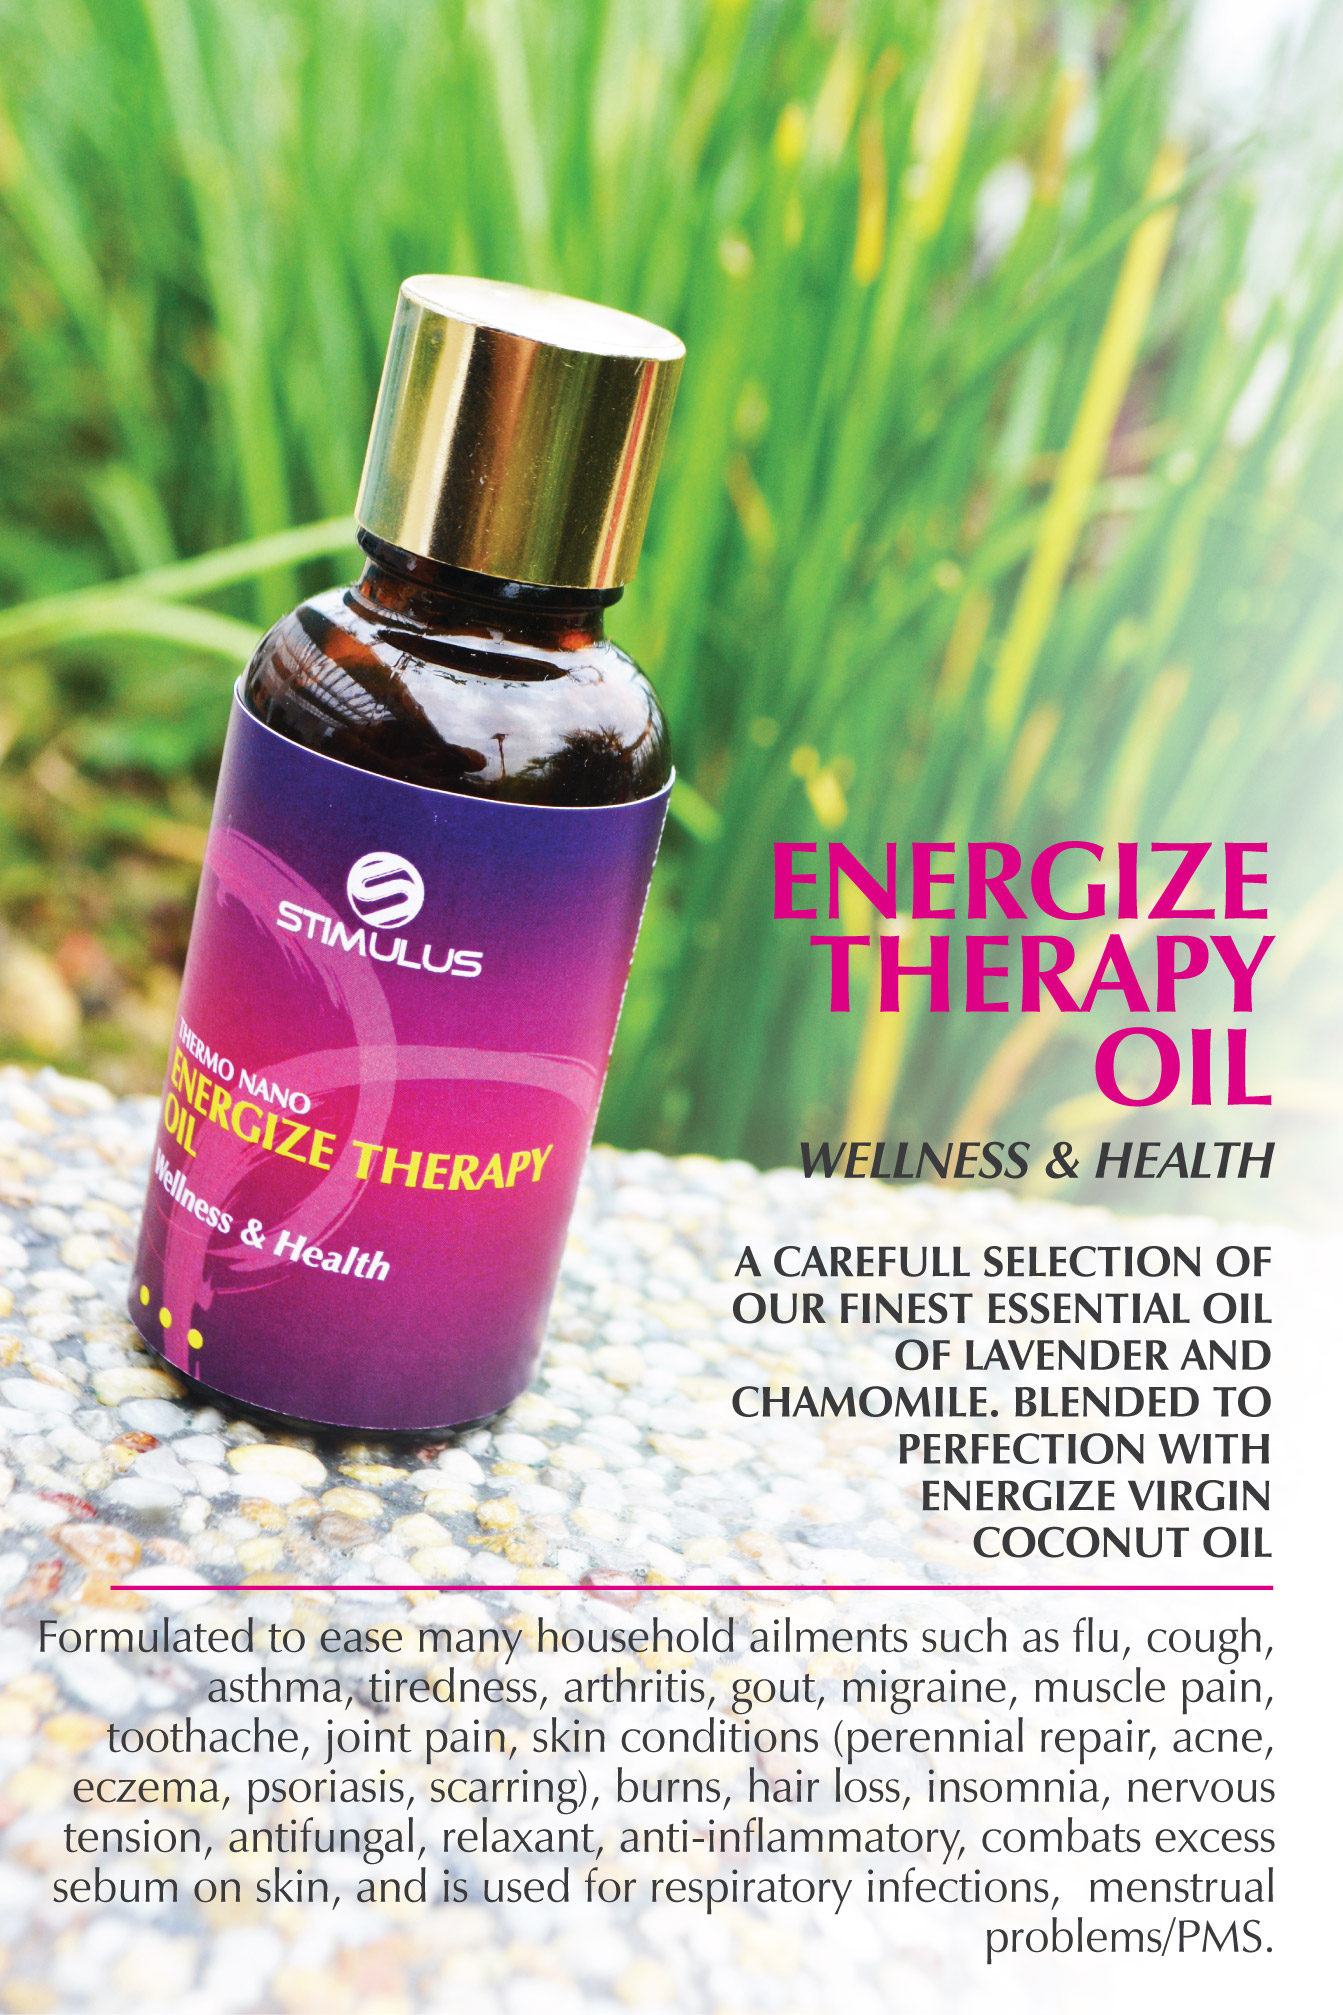 STIMULUS
THERMO NANO
ENERGIZE THERAPY
OIL
Wellness & Health
ENERGIZE
THERAPY
OIL
WELLNESS & HEALTH
A CAREFULL SELECTION OF
OUR FINEST ESSENTIAL OIL
OF LAVENDER AND
CHAMOMILE. BLENDED TO
PERFECTION WITH
ENERGIZE VIRGIN
COCONUT OIL
Formulated to ease many household ailments such as flu, cough,
asthma, tiredness, arthritis, gout, migraine, muscle pain,
toothache, joint pain, skin conditions (perennial repair, acne,
eczema, psoriasis, scarring), burns, hair loss, insomnia, nervous
tension, antifungal, relaxant, anti-inflammatory, combats excess
sebum on skin, and is used for respiratory infections,  menstrual
problems/PMS.